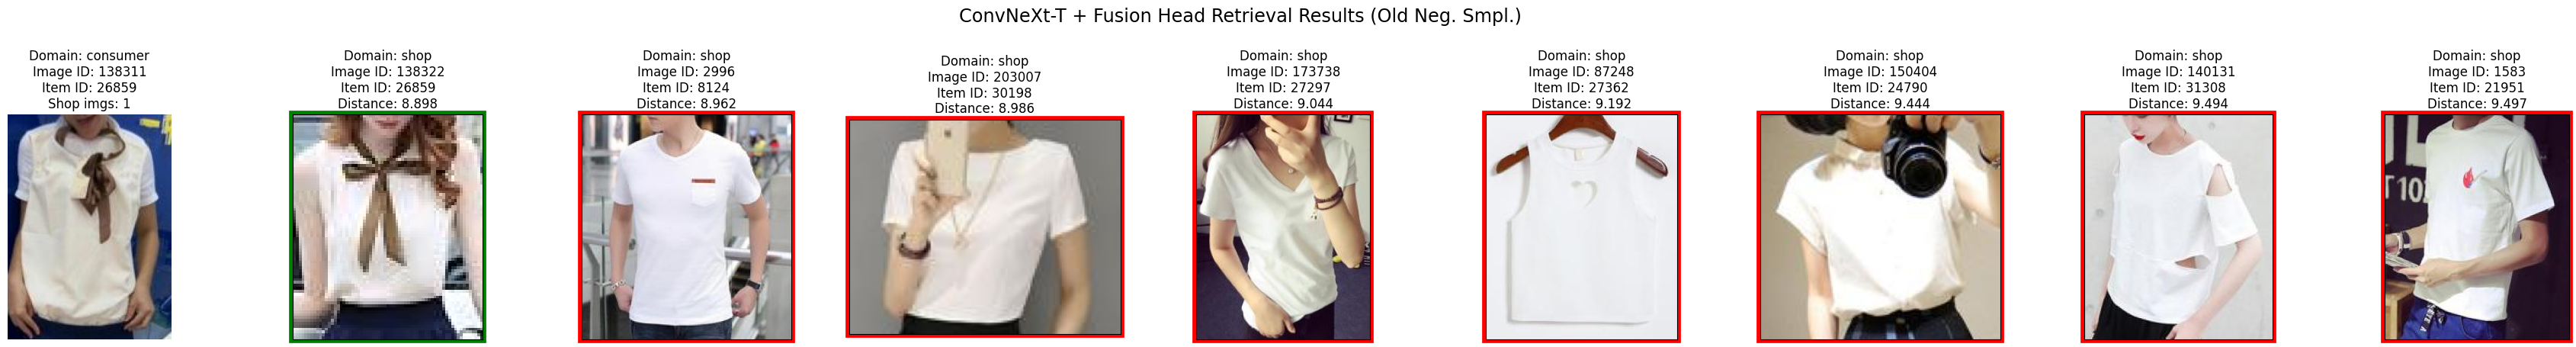 ConvNeXt-T + Fusion Head Retrieval Results (Old Neg. Smpl.)
Domain: consumer
Image ID: 138311
Item ID: 26859
Shop imgs: 1
Domain: shop
Image ID: 138322
Item ID: 26859
Distance: 8.898
Domain: shop
Image ID: 2996
Item ID: 8124
Distance: 8.962
Domain: shop
Image ID: 203007
Item ID: 30198
Distance: 8.986
Domain: shop
Image ID: 173738
Item ID: 27297
Distance: 9.044
Domain: shop
Image ID: 87248
Item ID: 27362
Distance: 9.192
Domain: shop
Image ID: 150404
Item ID: 24790
Distance: 9.444
Domain: shop
Image ID: 140131
Item ID: 31308
Distance: 9.494
Domain: shop
Image ID: 1583
Item ID: 21951
Distance: 9.497